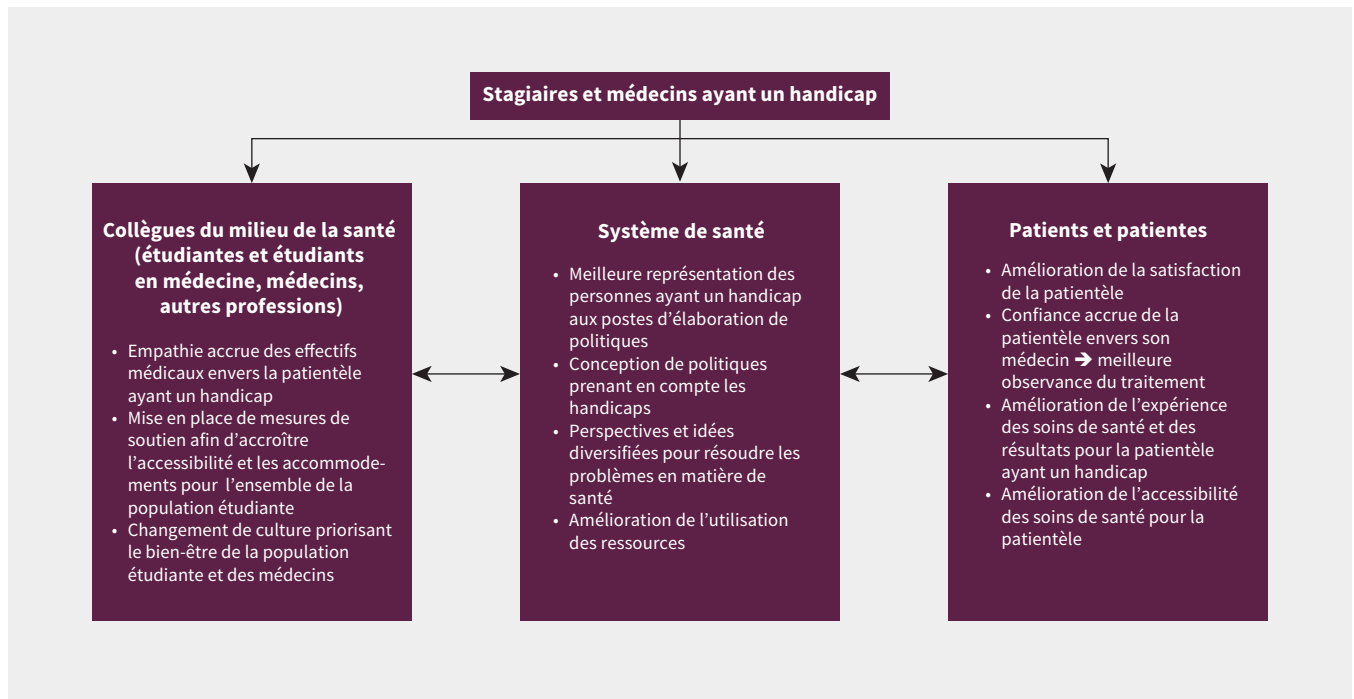 Stagiaires et médecins ayant un handicap
Collègues du milieu de la santé
(étudiantes et étudiants
en médecine, médecins,
autres professions)
• Empathie accrue des effectifs
médicaux envers la patientèle
ayant un handicap
• Mise en place de mesures de
soutien afin d’accroître
l’accessibilité et les accommode-
ments pour l’ensemble de la
population étudiante
• Changement de culture priorisant
le bien-être de la population
étudiante et des médecins
Système de santé
• Meilleure représentation des
personnes ayant un handicap
aux postes d’élaboration de
politiques
• Conception de politiques
prenant en compte les
handicaps
• Perspectives et idées
diversifiées pour résoudre les
problèmes en matière de
santé
• Amélioration de l’utilisation
des ressources
Patients et patientes
• Amélioration de la satisfaction
de la patientèle
• Confiance accrue de la
patientèle envers son
médecin ➔ meilleure
observance du traitement
• Amélioration de l’expérience
des soins de santé et des
résultats pour la patientèle
ayant un handicap
• Amélioration de l’accessibilité
des soins de santé pour la
patientèle